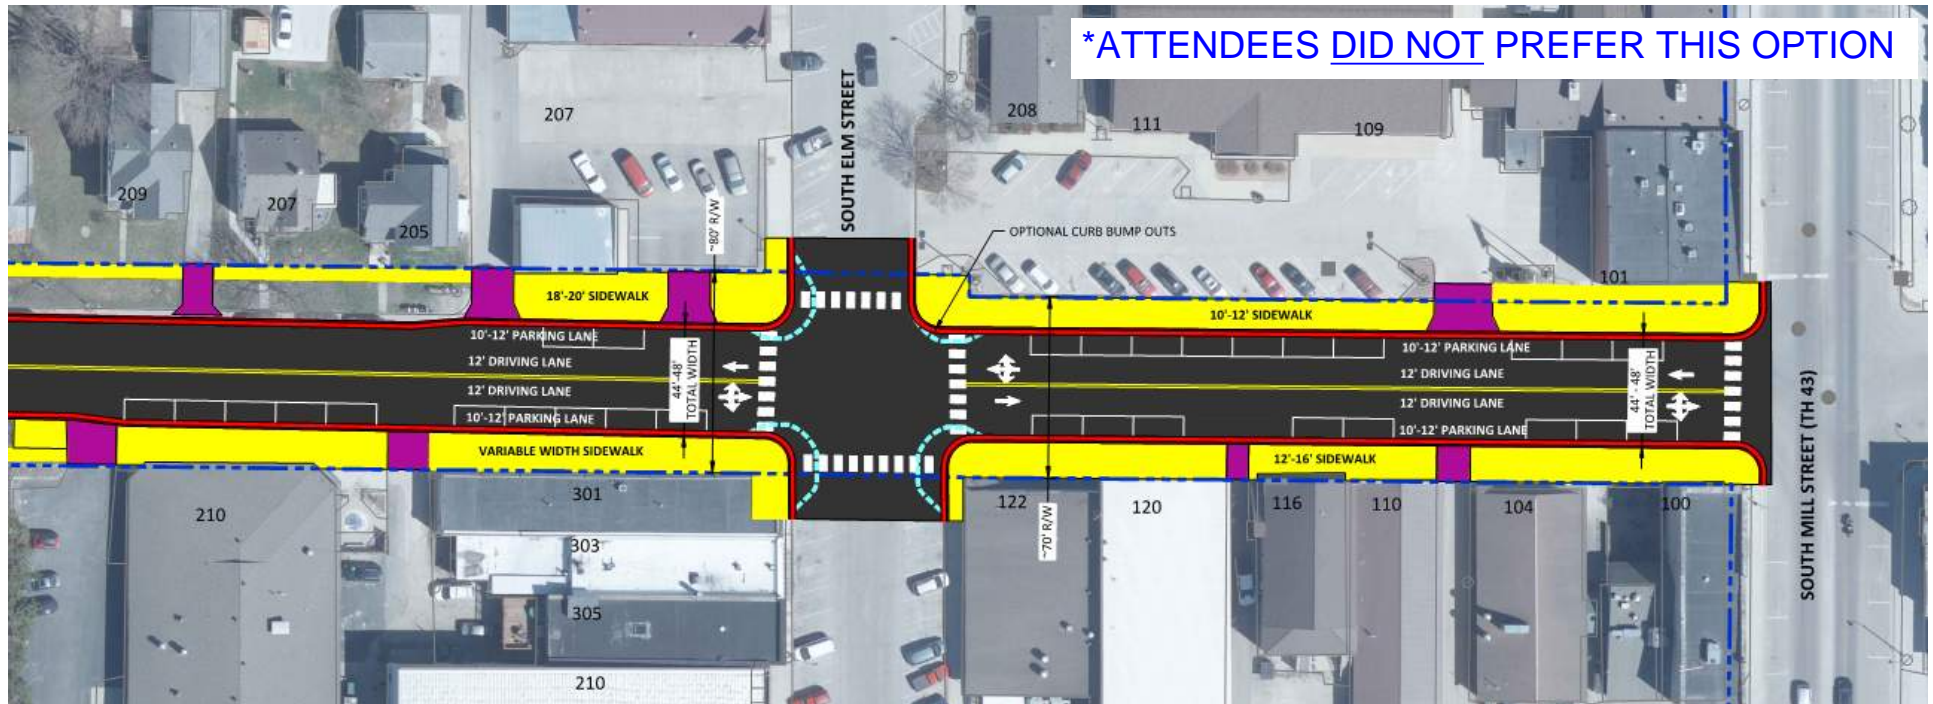 *ATTENDEES DID NOT PREFER THIS OPTION
SOUTH ELM STREET
207
208
111
109
209
207
205
~80' R/W
OPTIONAL CURB BUMP OUTS
101
18'-20' SIDEWALK
10'-12' SIDEWALK
10'-12' PARKING LANE
12' DRIVING LANE
12' DRIVING LANE
10'-12' PARKING LANE
44'-48'
TOTAL WIDTH
10'-12' PARKING LANE
12' DRIVING LANE
12' DRIVING LANE
10'-12' PARKING LANE
44' - 48'
TOTAL WIDTH
VARIABLE WIDTH SIDEWALK
12'-16' SIDEWALK
SOUTH MILL STREET (TH 43)
~70' R/W
210
301
303
305
210
122
120
116
110
104
100